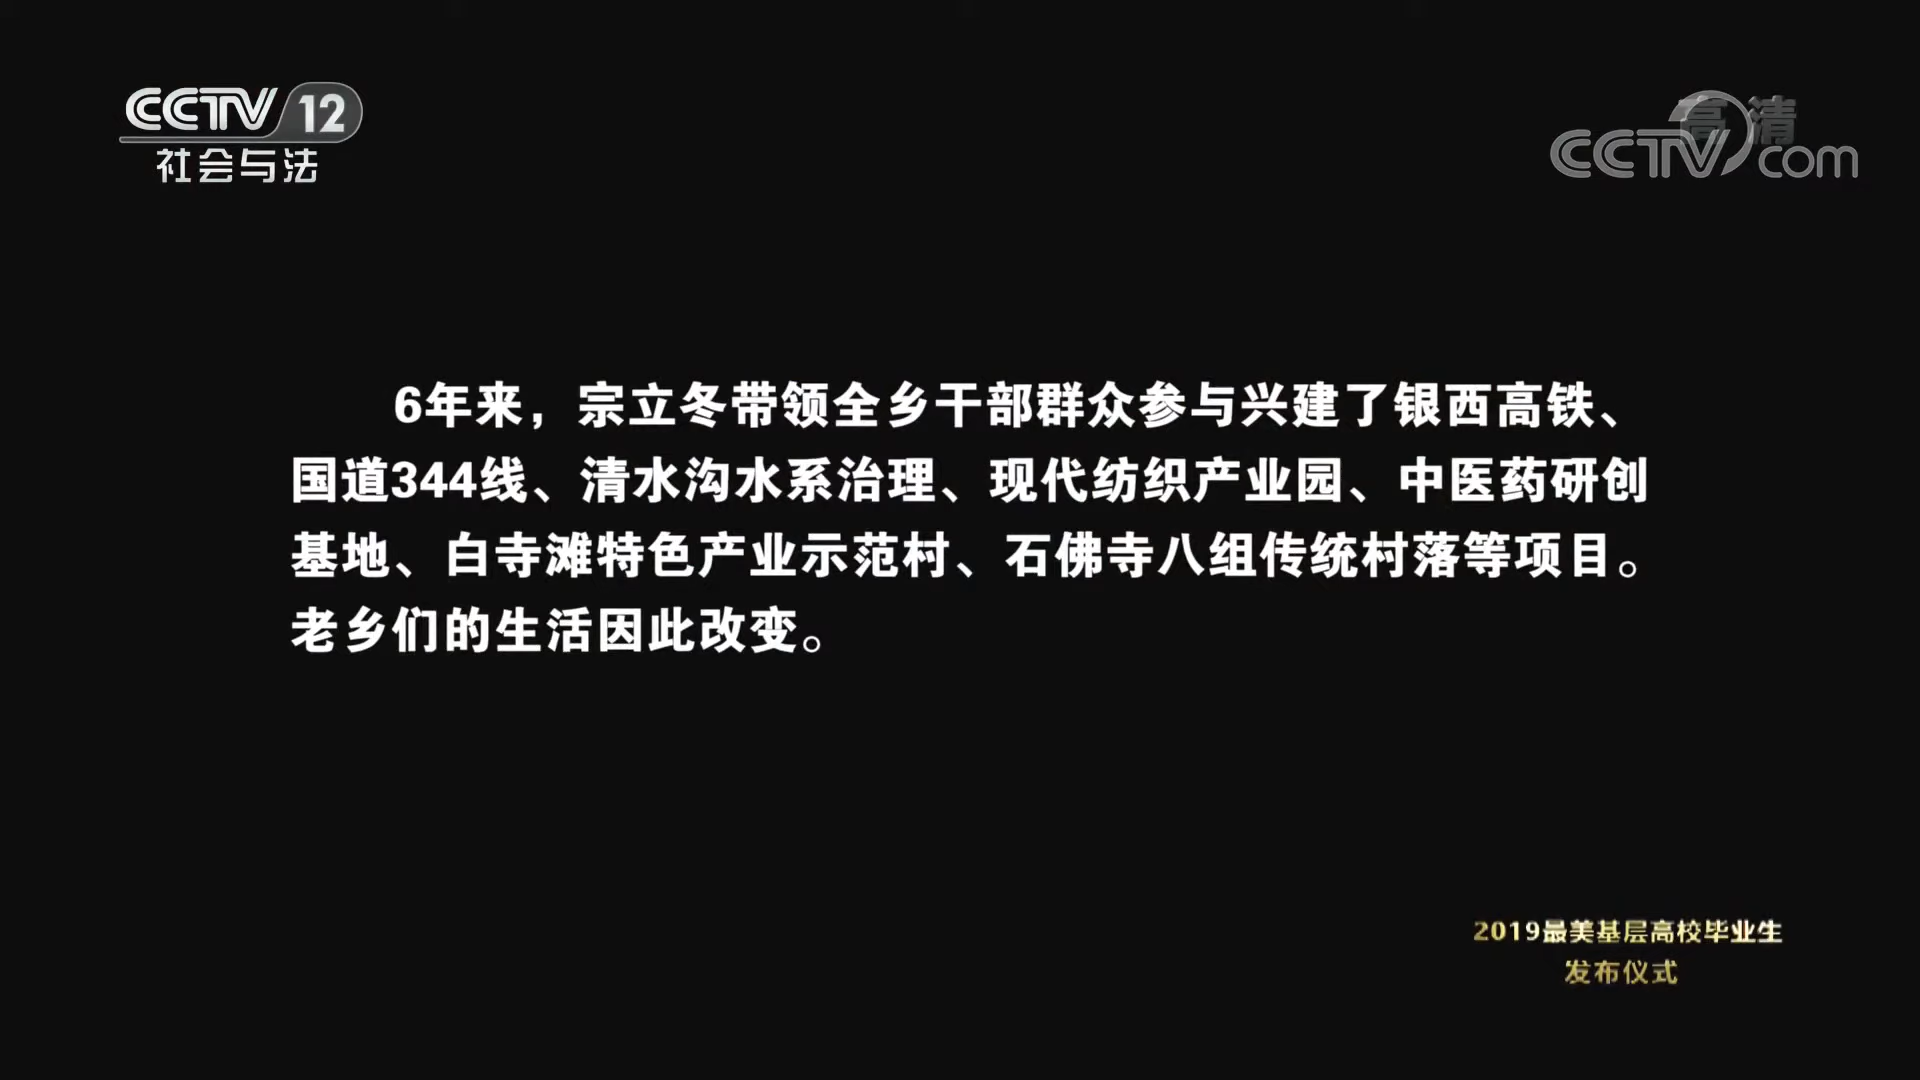 CCTV 12
社会与法
高清
CCTV.com
6年来，宗立冬带领全乡干部群众参与兴建了银西高铁、
国道344线、清水沟水系治理、现代纺织产业园、中医药研创
基地、白寺滩特色产业示范村、石佛寺八组传统村落等项目。
老乡们的生活因此改变。
2019最美基层高校毕业生
发布仪式